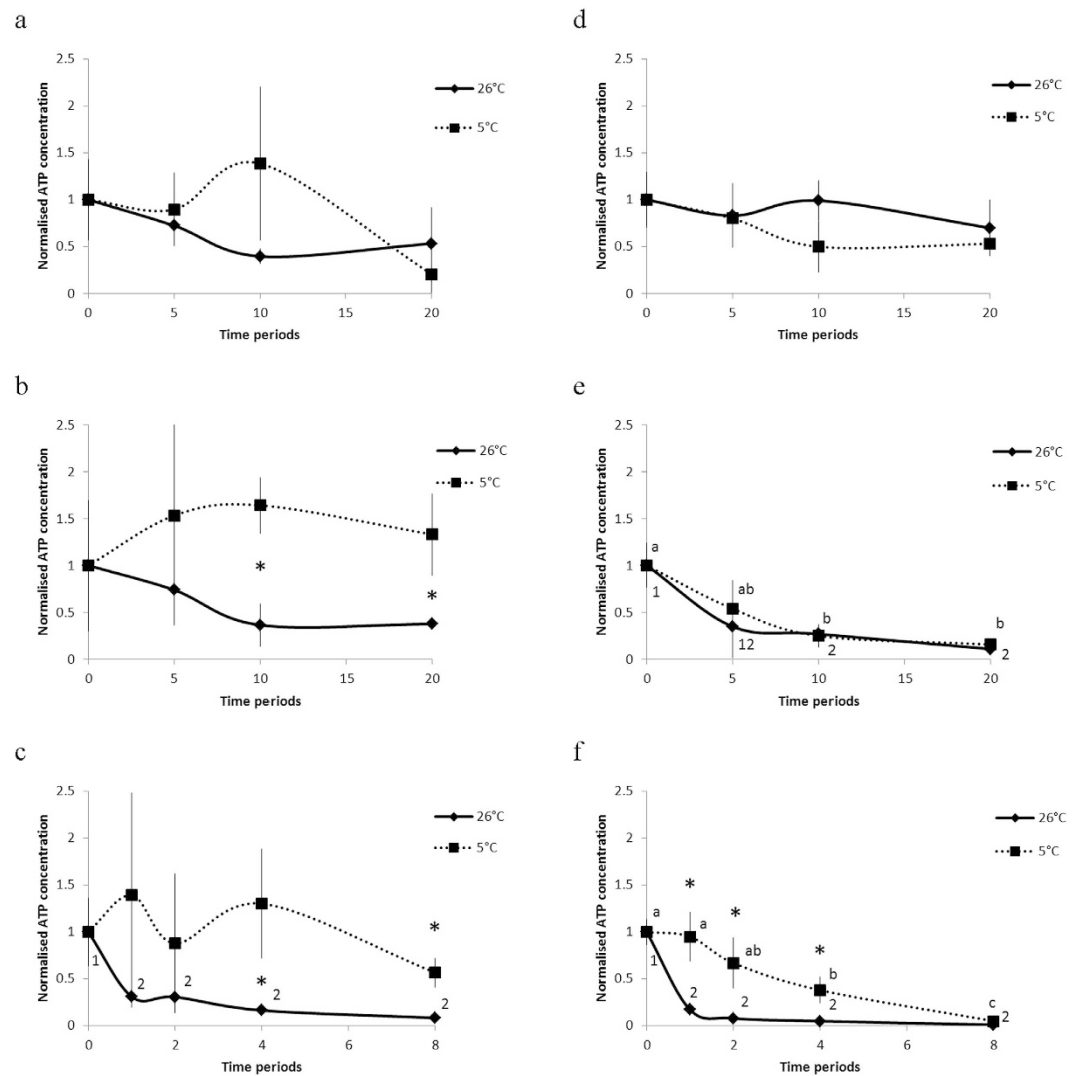 a
Normalised ATP concentration
2.5
2
1.5
1
0.5
0
0 5 10 15 20
Time periods
26°C
5°C
d
Normalised ATP concentration
2.5
2
1.5
1
0.5
0
0 5 10 15 20
Time periods
26°C
5°C
b
Normalised ATP concentration
2.5
2
1.5
1
0.5
0
* *
0 5 10 15 20
Time periods
26°C
5°C
e
Normalised ATP concentration
2.5
2
1.5
1
0.5
0
a ab b b
1 12 2 2
0 5 10 15 20
Time periods
26°C
5°C
c
Normalised ATP concentration
2.5
2
1.5
1
0.5
0
* *
1 2 2 2 2
0 2 4 6 8
Time periods
26°C
5°C
f
Normalised ATP concentration
2.5
2
1.5
1
0.5
0
* * *
a a ab b c
1 2 2 2 2
0 2 4 6 8
Time periods
26°C
5°C